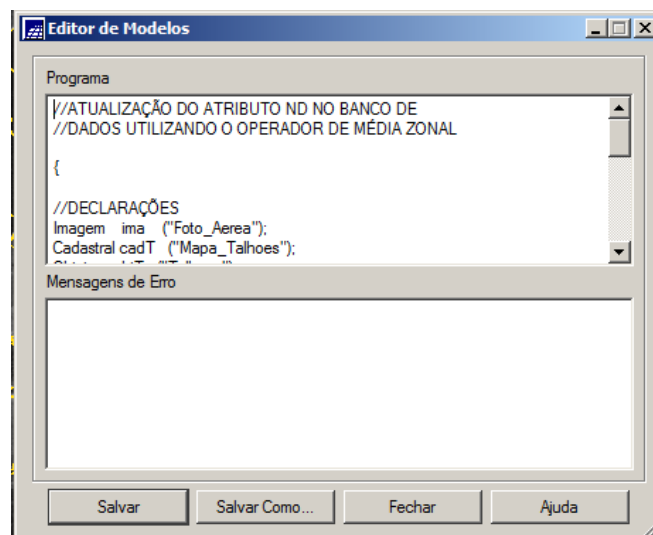 Editor de Modelos
Programa
//ATUALIZAÇÃO DO ATRIBUTO ND NO BANCO DE
//DADOS UTILIZANDO O OPERADOR DE MÉDIA ZONAL
{
//DECLARAÇÕES
Imagem ima ("Foto_Aerea");
Cadastral cadT ("Mapa_Talhoes");
Mensagens de Erro
Salvar
Salvar Como...
Fechar
Ajuda